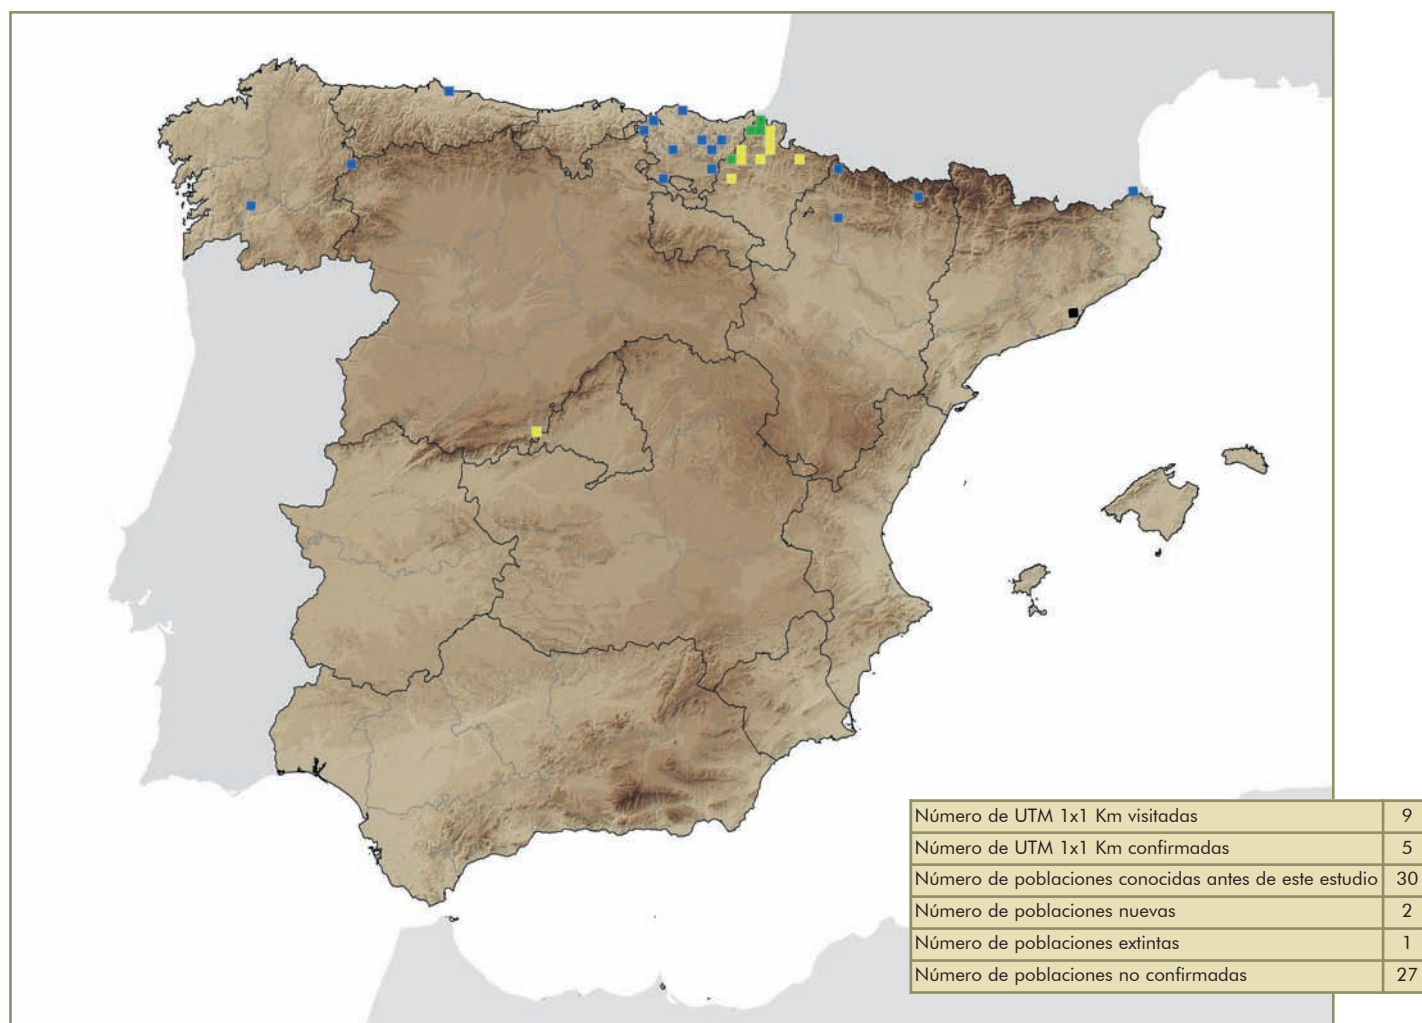 Número de UTM 1x1 Km visitadas 9
Número de UTM 1x1 Km confirmadas 5
Número de poblaciones conocidas antes de este estudio 30
Número de poblaciones nuevas 2
Número de poblaciones extintas 1
Número de poblaciones no confirmadas 27